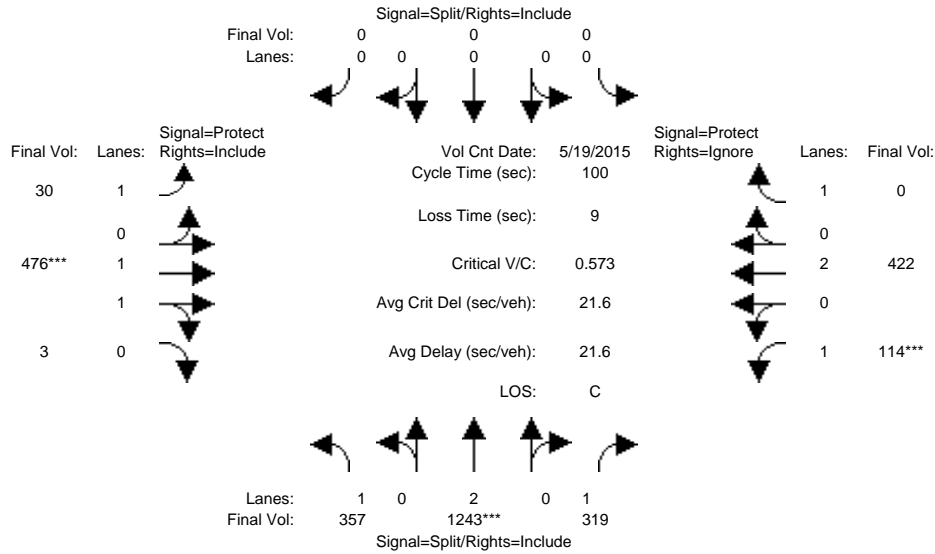 Signal=Split/Rights=Include
Final Vol: 0 0 0
Lanes: 0 0 0 0 0
Signal=Protect Signal=Protect
Final Vol: Lanes: Rights=Include Vol Cnt Date: 5/19/2015 Rights=Ignore Lanes: Final Vol:
Cycle Time (sec): 100
30 1 1 0
Loss Time (sec): 9
0 0
476*** 1 Critical V/C: 0.573 2 422
1 Avg Crit Del (sec/veh): 21.6 0
3 0 Avg Delay (sec/veh): 21.6 1 114***
LOS: C
Lanes: 1 0 2 0 1
Final Vol: 357 1243*** 319
Signal=Split/Rights=Include